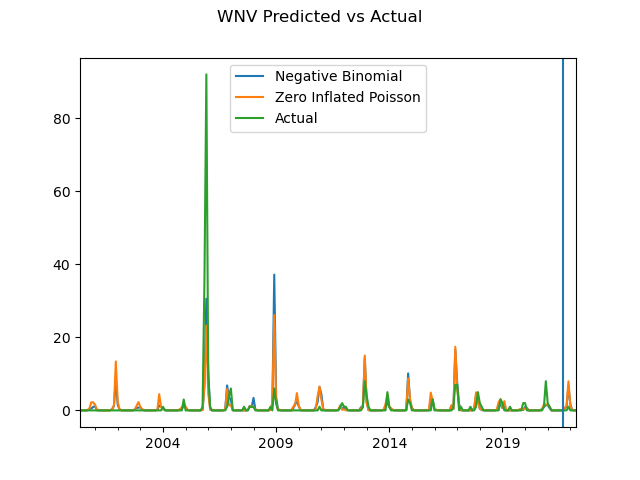 WNV Predicted vs Actual
Negative Binomial
Zero Inflated Poisson
Actual
80
60
40
20
0
2004 2009 2014 2019